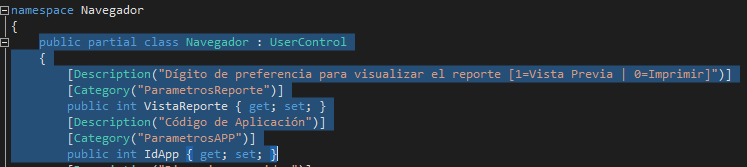 namespace Navegador
{
public partial class Navegador : UserControl
{
[Description("Dígito de preferencia para visualizar el reporte [1=Vista Previa | 0=Imprimir]")]
[Category("ParametrosReporte")]
public int VistaReporte { get; set; }
[Description("Código de Aplicación")]
[Category("ParametrosAPP")]
public int IdApp { get; set; }